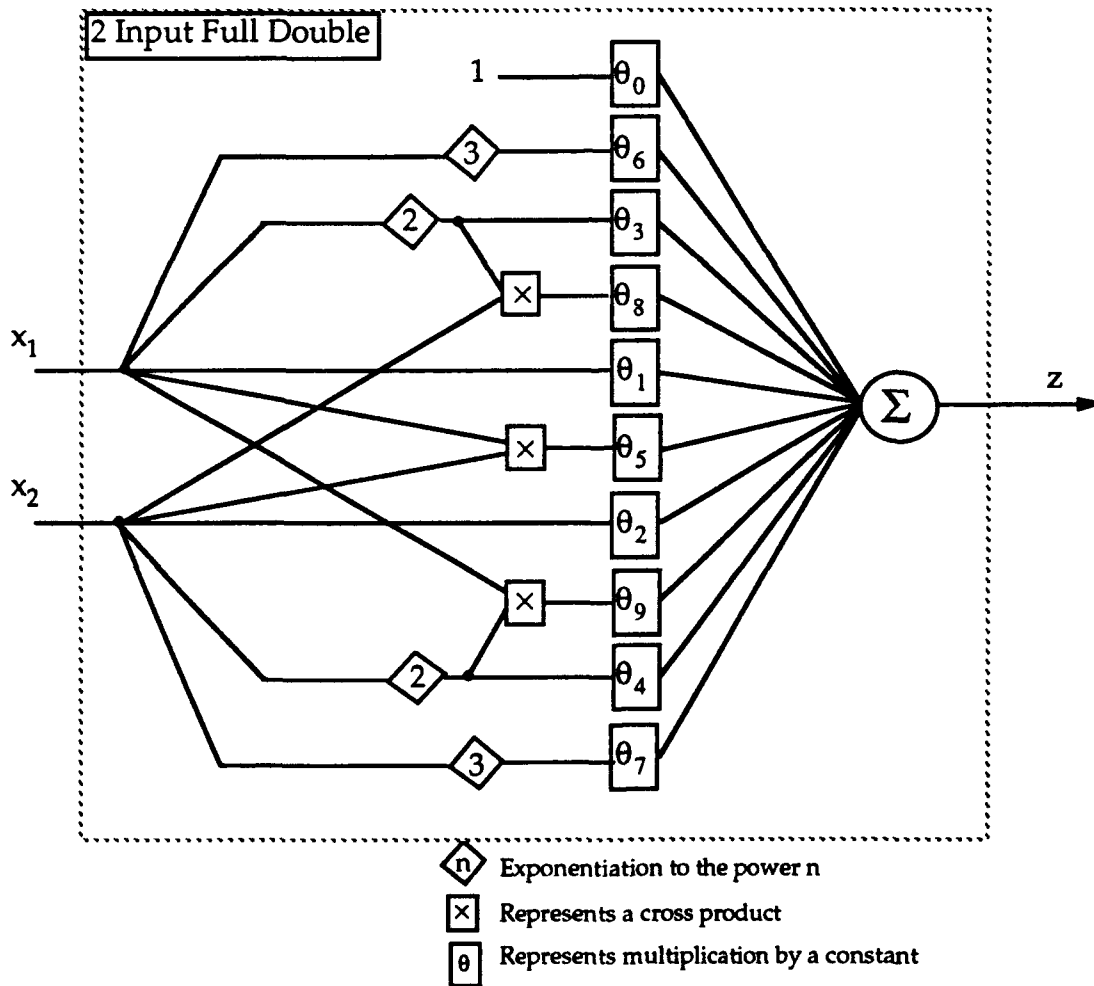 2 Input Full Double
1
θ0
3
θ6
2
θ3
×
θ8
x1
θ1
Σ
z
×
θ5
x2
θ2
×
θ9
2
θ4
3
θ7
n Exponentiation to the power n
× Represents a cross product
θ Represents multiplication by a constant